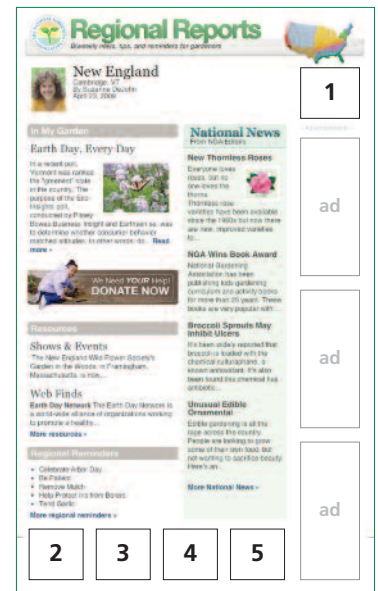 Regional Reports
Biweekly news, tips, and reminders for gardeners
New England
Cambridge, VT
By Suzanne DeJohn
April 23, 2009
1
In My Garden
Earth Day, Every Day
In a recent poll,
Vermont was ranked
the "greenest" state
in the country. The
purpose of the Eco-
Insights poll,
conducted by
Bowes Business Insight and Earthsense, was
to determine whether consumer behavior
matched attitudes. In other words, do... Read
more »
We Need YOUR Help!
DONATE NOW
Resources
Shows & Events
The New England Wild Flower Society's
Garden in the Woods, in Framingham,
Massachusetts, is now...
Web Finds
Earth Day Network The Earth Day Network is
a world-wide alliance of organizations working
to promote a healthy...
More resources »
Regional Reminders
• Celebrate Arbor Day
• Be Patient
• Remove Mulch
• Help Protect Iris from Borers
• Tend Garlic
More regional reminders »
National News
From NGA Editors
New Thornless Roses
Everyone loves
roses, but no
one loves the
thorns.
Thornless rose
varieties have been available
since the 1960s but now there
are new, improved varieties
to...
NGA Wins Book Award
National Gardening
Association has been
publishing kids gardening
curriculum and activity books
for more than 25 years. These
books are very popular with...
Broccoli Sprouts May
Inhibit Ulcers
It's been widely reported that
broccoli is loaded with the
chemical sulforaphane, a
known antioxidant. It's also
been found this chemical has
antibiotic...
Unusual Edible
Ornamental
Edible gardening is all the
rage across the country.
People are looking to grow
some of their own food, but
not wanting to sacrifice beauty.
Here's an...
More National News »
ad
ad
ad
2
3
4
5